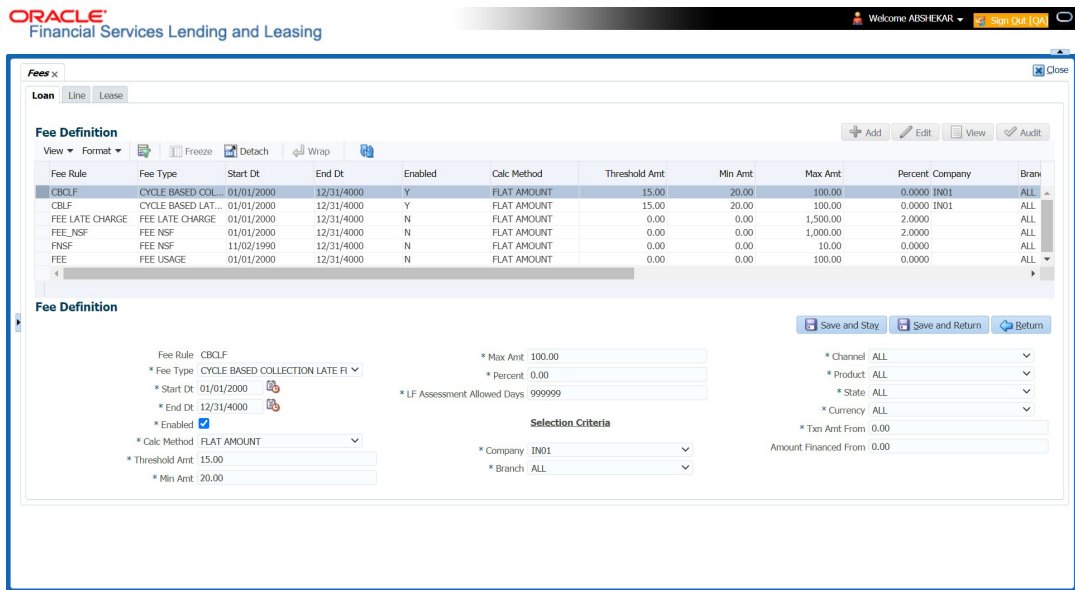 ORACLE®
Financial Services Lending and Leasing
Welcome ABSHEKAR
Sign Out [QA]
Fees
Close
Loan Line Lease
Fee Definition
Add Edit View Audit
View Format Freeze Detach Wrap
Fee Rule Fee Type Start Dt End Dt Enabled Calc Method Threshold Amt Min Amt Max Amt Percent Company Bran
CBCLF CYCLE BASED COL... 01/01/2000 12/31/4000 Y FLAT AMOUNT 15.00 20.00 100.00 0.0000 IN01 ALL
CBLF CYCLE BASED LAT... 01/01/2000 12/31/4000 Y FLAT AMOUNT 15.00 20.00 100.00 0.0000 IN01 ALL
FEE LATE CHARGE FEE LATE CHARGE 01/01/2000 12/31/4000 N FLAT AMOUNT 0.00 0.00 1,500.00 2.0000 ALL
FEE_NSF FEE NSF 01/01/2000 12/31/4000 N FLAT AMOUNT 0.00 0.00 1,000.00 2.0000 ALL
FNSF FEE NSF 11/02/1990 12/31/4000 N FLAT AMOUNT 0.00 0.00 10.00 0.0000 ALL
FEE FEE USAGE 01/01/2000 12/31/4000 N FLAT AMOUNT 0.00 0.00 100.00 0.0000 ALL
Fee Definition
Save and Stay Save and Return Return
Fee Rule CBCLF
* Fee Type CYCLE BASED COLLECTION LATE FI
* Start Dt 01/01/2000
* End Dt 12/31/4000
* Enabled
* Calc Method FLAT AMOUNT
* Threshold Amt 15.00
* Min Amt 20.00
* Max Amt 100.00
* Percent 0.00
* LF Assessment Allowed Days 999999
Selection Criteria
* Company IN01
* Branch ALL
* Channel ALL
* Product ALL
* State ALL
* Currency ALL
* Txn Amt From 0.00
Amount Financed From 0.00